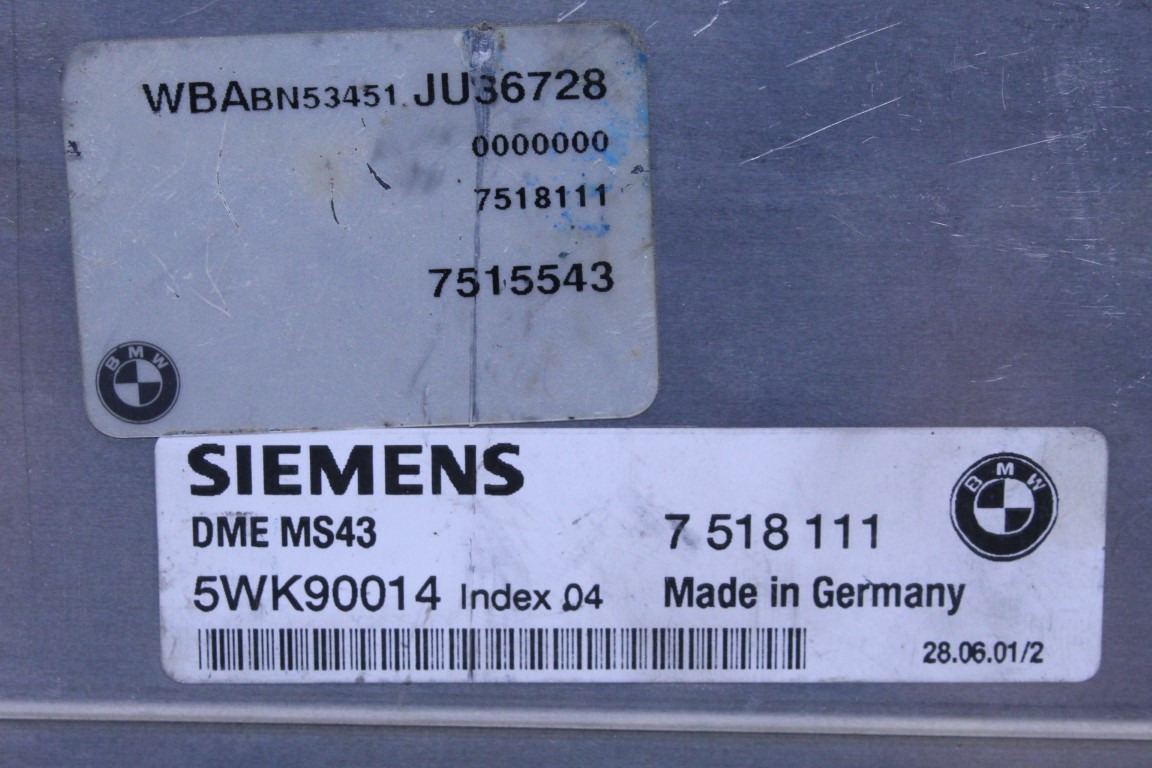 WBABN53451 JU36728
0000000
7518111
7515543
BMW
SIEMENS
DME MS43 7 518 111
BMW
5WK90014 Index 04 Made in Germany
28.06.01/2